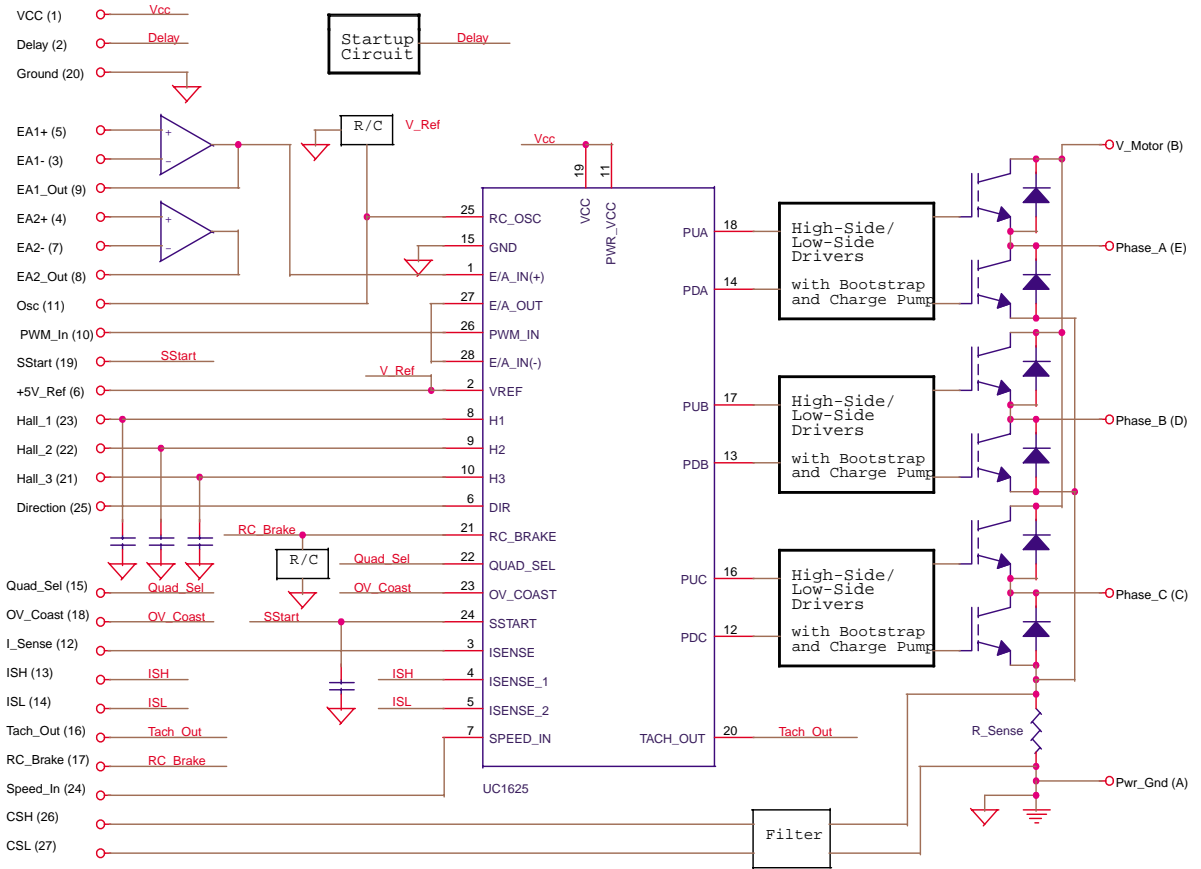 VCC (1)
Vcc
Delay (2)
Delay
Ground (20)
Startup
Circuit
Delay
EA1+ (5)
+
EA1- (3)
−
EA1_Out (9)
EA2+ (4)
+
EA2- (7)
−
EA2_Out (8)
Osc (11)
PWM_In (10)
SStart (19)
SStart
+5V_Ref (6)
Hall_1 (23)
Hall_2 (22)
Hall_3 (21)
Direction (25)
Quad_Sel (15)
Quad_Sel
OV_Coast (18)
OV_Coast
I_Sense (12)
ISH (13)
ISH
ISL (14)
ISL
Tach_Out (16)
Tach_Out
RC_Brake (17)
RC_Brake
Speed_In (24)
CSH (26)
CSL (27)
R/C
V_Ref
Vcc
19
11
VCC
PWR_VCC
25
RC_OSC
15
GND
1
E/A_IN(+)
27
E/A_OUT
26
PWM_IN
28
E/A_IN(-)
V_Ref
2
VREF
8
H1
9
H2
10
H3
6
DIR
RC_Brake
21
RC_BRAKE
R/C
Quad_Sel
22
QUAD_SEL
OV_Coast
23
OV_COAST
SStart
24
SSTART
3
ISENSE
ISH
4
ISENSE_1
ISL
5
ISENSE_2
7
SPEED_IN
UC1625
PUA
18
PDA
14
PUB
17
PDB
13
PUC
16
PDC
12
TACH_OUT
20
Tach_Out
High-Side/
Low-Side
Drivers
with Bootstrap
and Charge Pump
High-Side/
Low-Side
Drivers
with Bootstrap
and Charge Pump
High-Side/
Low-Side
Drivers
with Bootstrap
and Charge Pump
V_Motor (B)
Phase_A (E)
Phase_B (D)
Phase_C (C)
R_Sense
Pwr_Gnd (A)
Filter